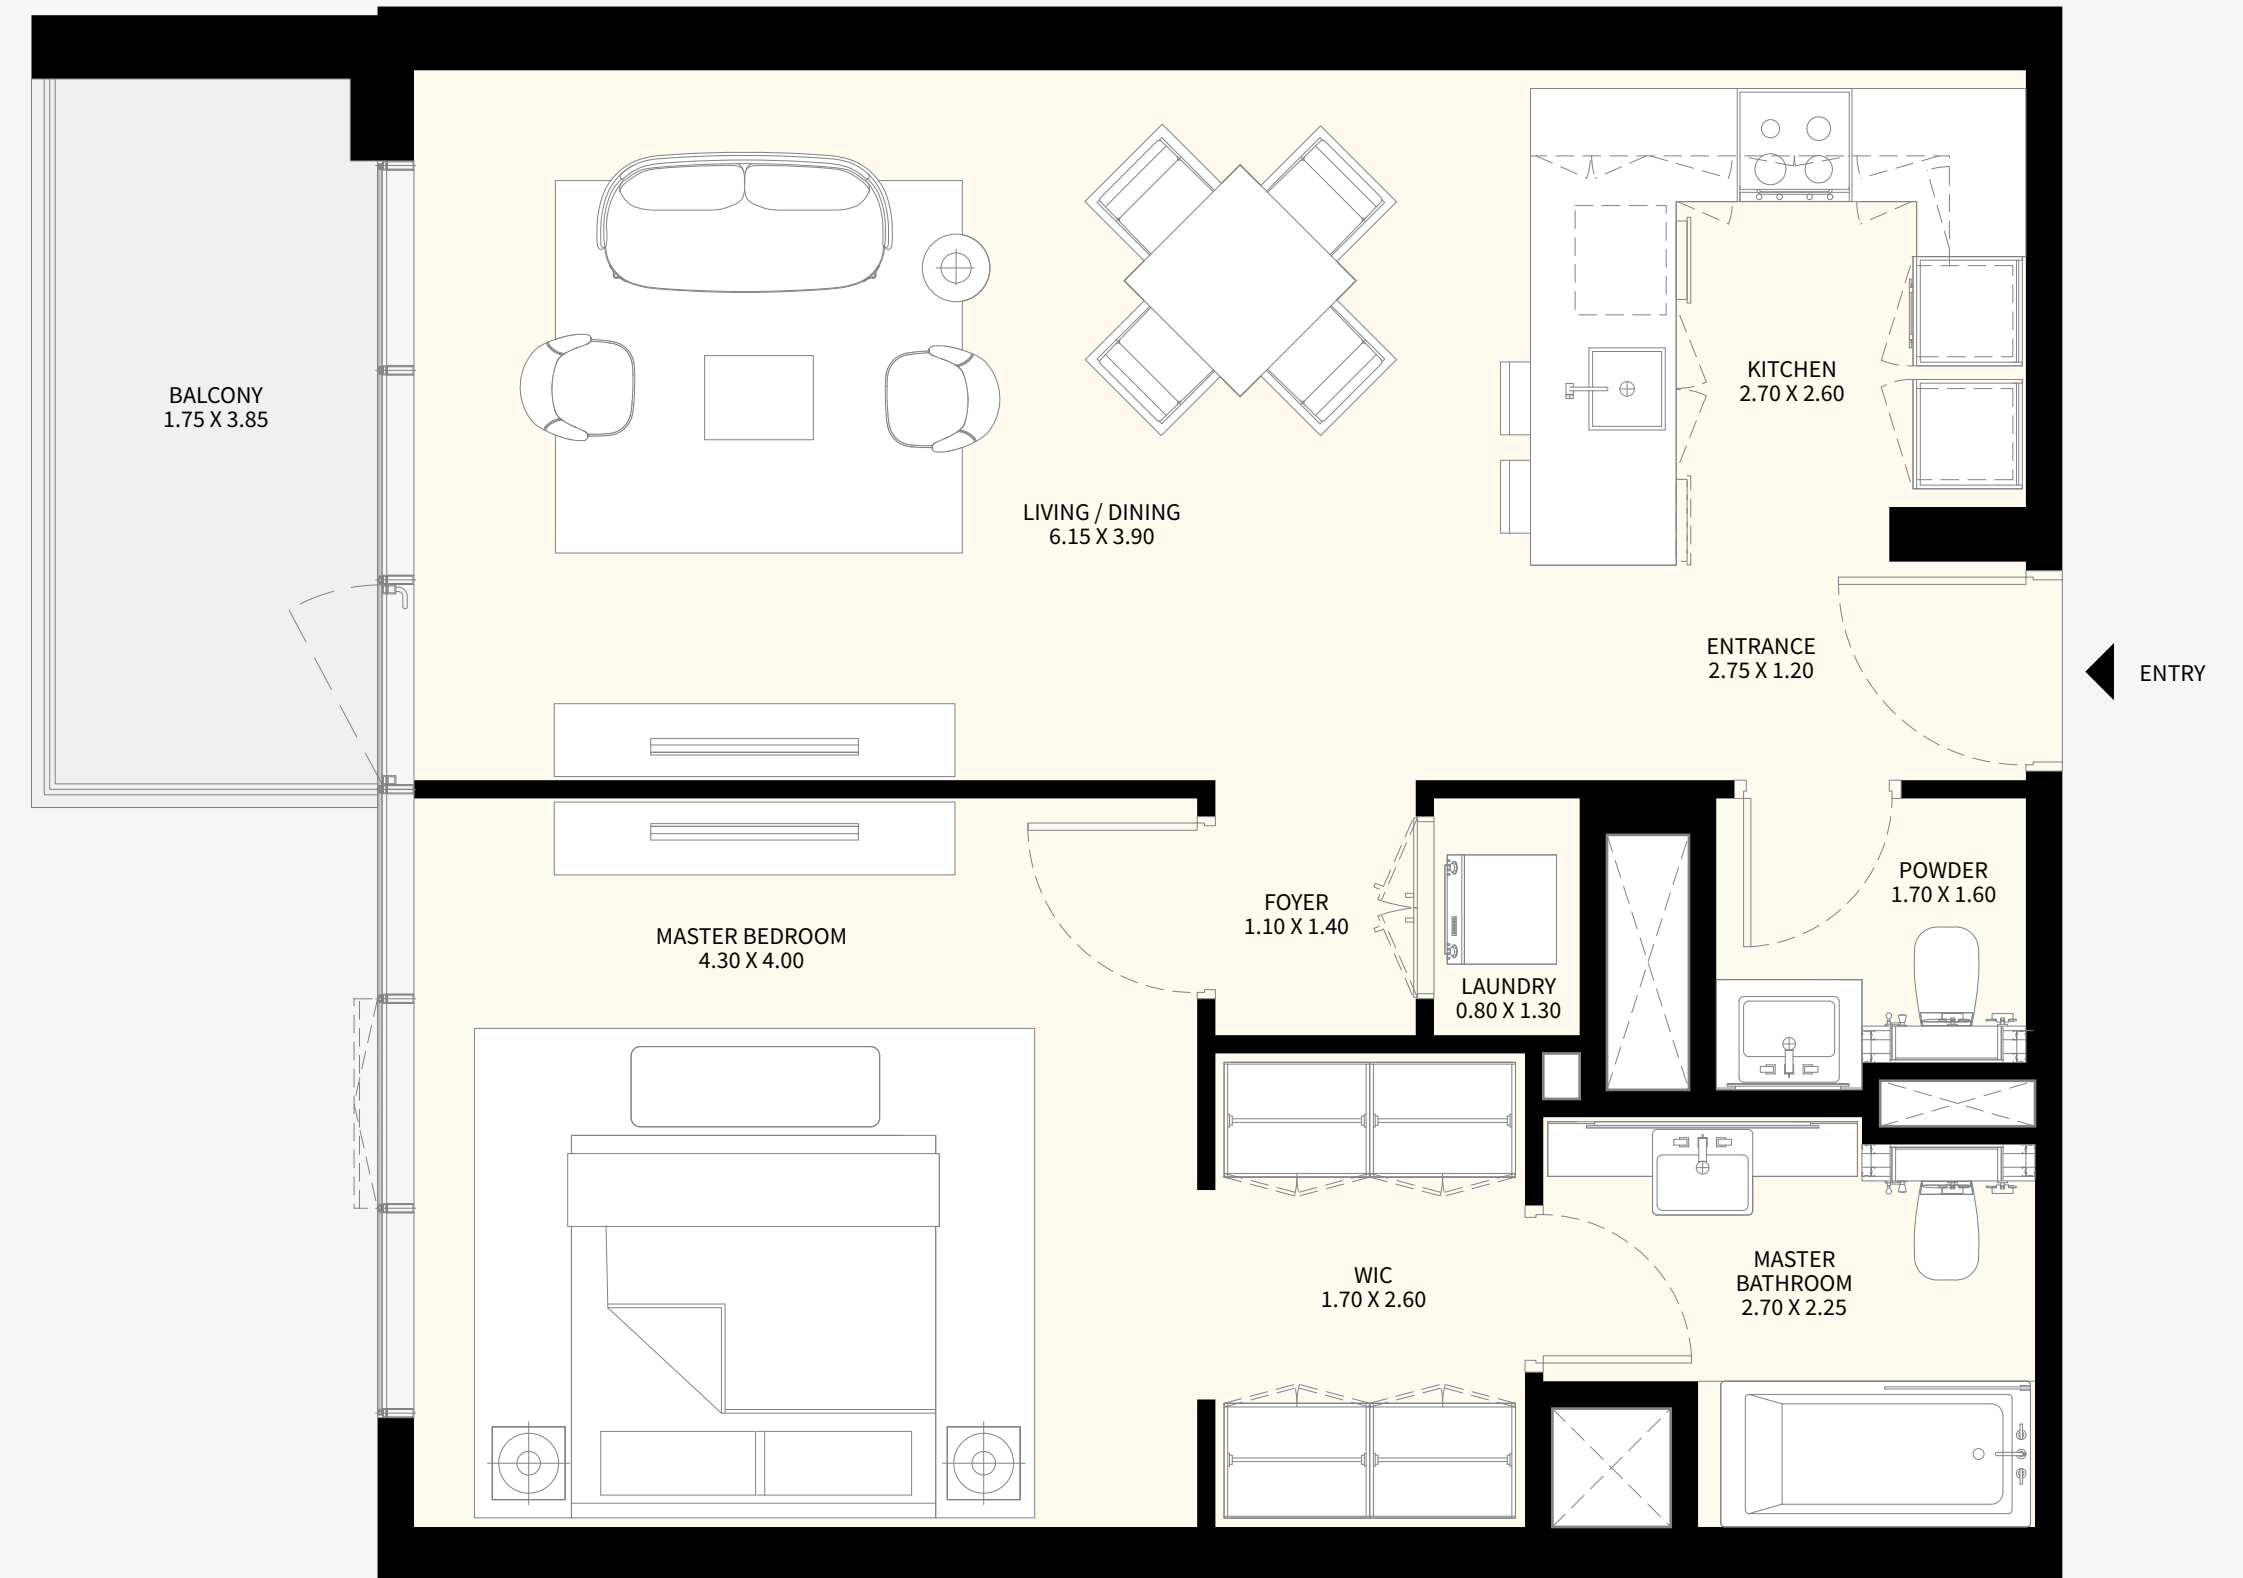 BALCONY
1.75 X 3.85
LIVING / DINING
6.15 X 3.90
KITCHEN
2.70 X 2.60
ENTRANCE
2.75 X 1.20
ENTRY
MASTER BEDROOM
4.30 X 4.00
FOYER
1.10 X 1.40
LAUNDRY
0.80 X 1.30
POWDER
1.70 X 1.60
WIC
1.70 X 2.60
MASTER
BATHROOM
2.70 X 2.25